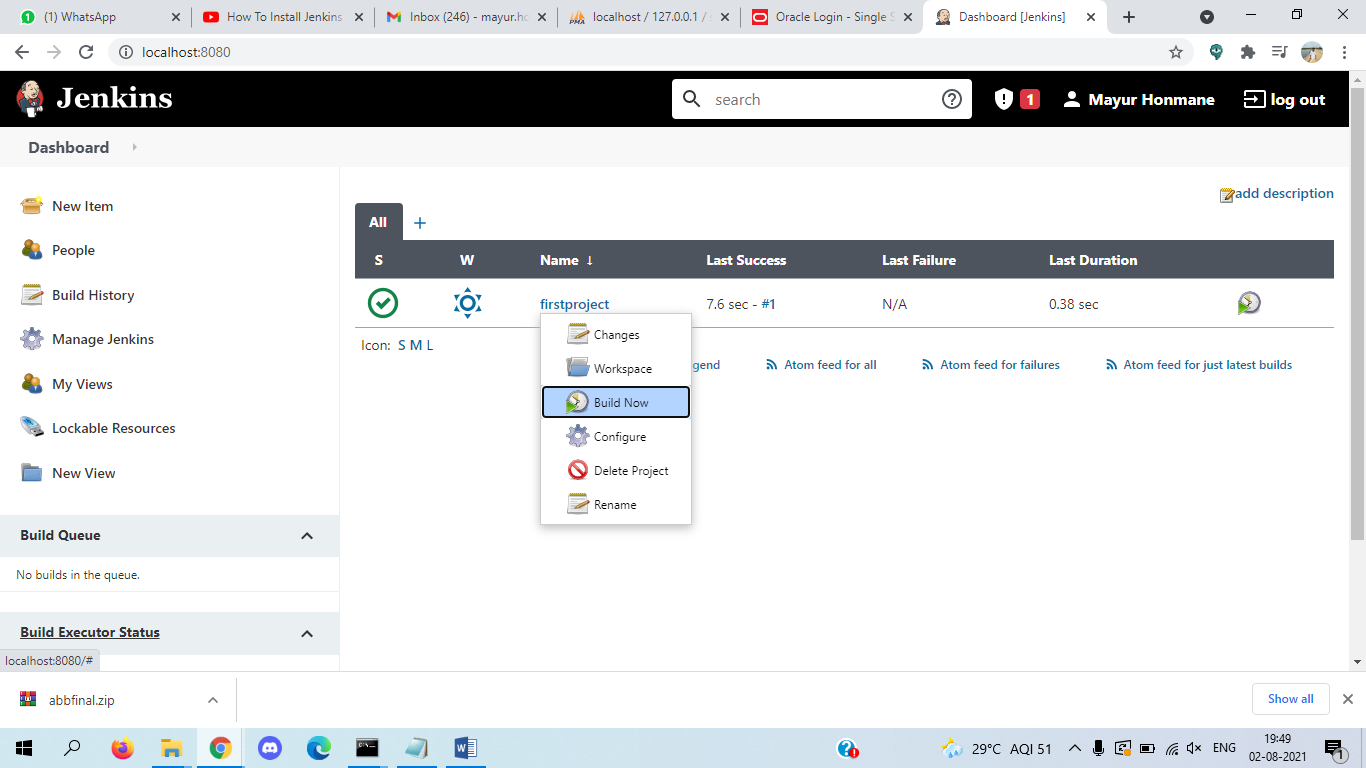 (1) WhatsApp
How To Install Jenkins
Inbox (246) - mayur.ho
localhost / 127.0.0.1 /
Oracle Login - Single S
Dashboard [Jenkins]
localhost:8080
Jenkins
search
1
Mayur Honmane
log out
Dashboard
New Item
People
Build History
Manage Jenkins
My Views
Lockable Resources
New View
Build Queue
No builds in the queue.
Build Executor Status
localhost:8080/#
add description
All +
S W Name ↓ Last Success Last Failure Last Duration
firstproject 7.6 sec - #1 N/A 0.38 sec
Changes
Workspace
Build Now
Configure
Delete Project
Rename
Icon: S M L
gend
Atom feed for all
Atom feed for failures
Atom feed for just latest builds
abbfinal.zip
Show all
29°C AQI 51
ENG
19:49
02-08-2021
1